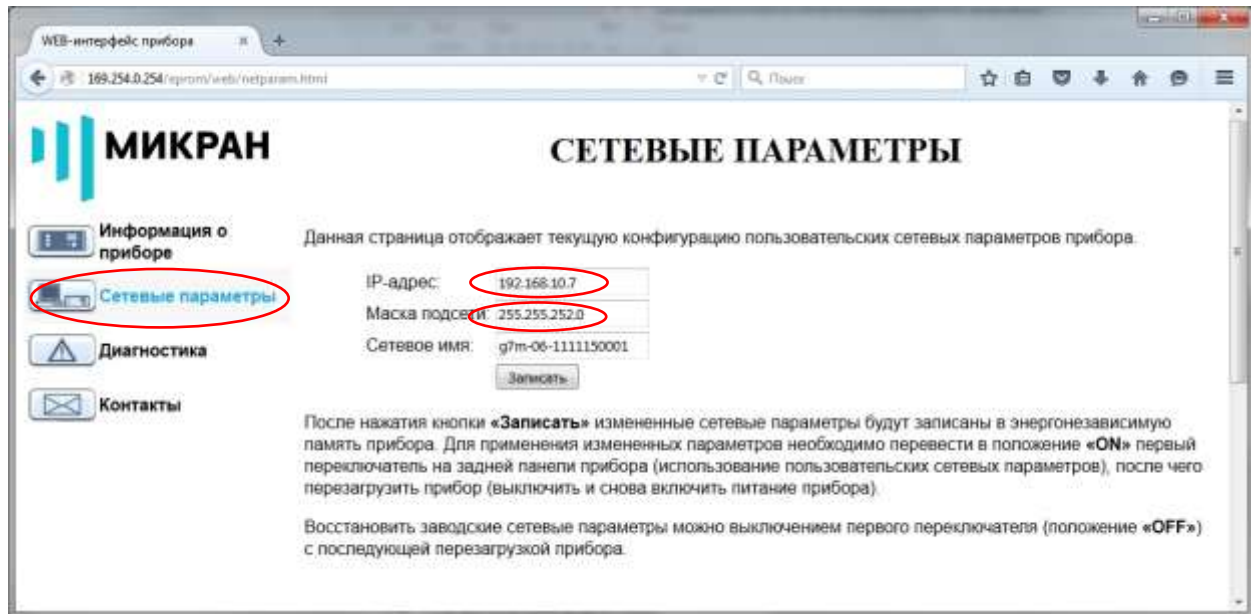 WEB-интерфейс прибора
169.254.0.254/eprom/web/netparam.html
Поиск
МИКРАН
СЕТЕВЫЕ ПАРАМЕТРЫ
Информация о
приборе
Сетевые параметры
Диагностика
Контакты
Данная страница отображает текущую конфигурацию пользовательских сетевых параметров прибора.
IP-адрес: 192.168.10.7
Маска подсети: 255.255.252.0
Сетевое имя: g7m-06-1111150001
Записать
После нажатия кнопки «Записать» измененные сетевые параметры будут записаны в энергонезависимую
память прибора. Для применения измененных параметров необходимо перевести в положение «ON» первый
переключатель на задней панели прибора (использование пользовательских сетевых параметров), после чего
перезагрузить прибор (выключить и снова включить питание прибора).
Восстановить заводские сетевые параметры можно выключением первого переключателя (положение «OFF»)
с последующей перезагрузкой прибора.